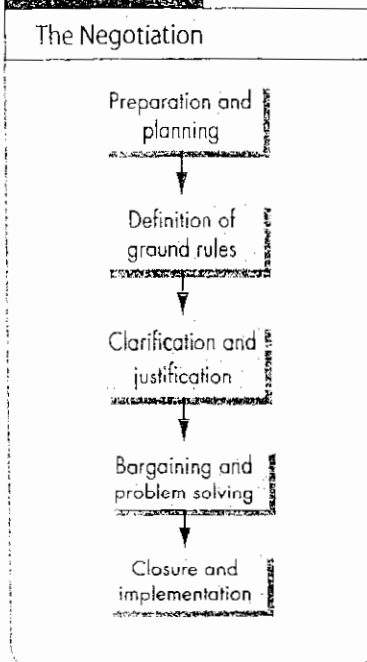 The Negotiation
Preparation and
planning
Definition of
ground rules
Clarification and
justification
Bargaining and
problem solving
Closure and
implementation